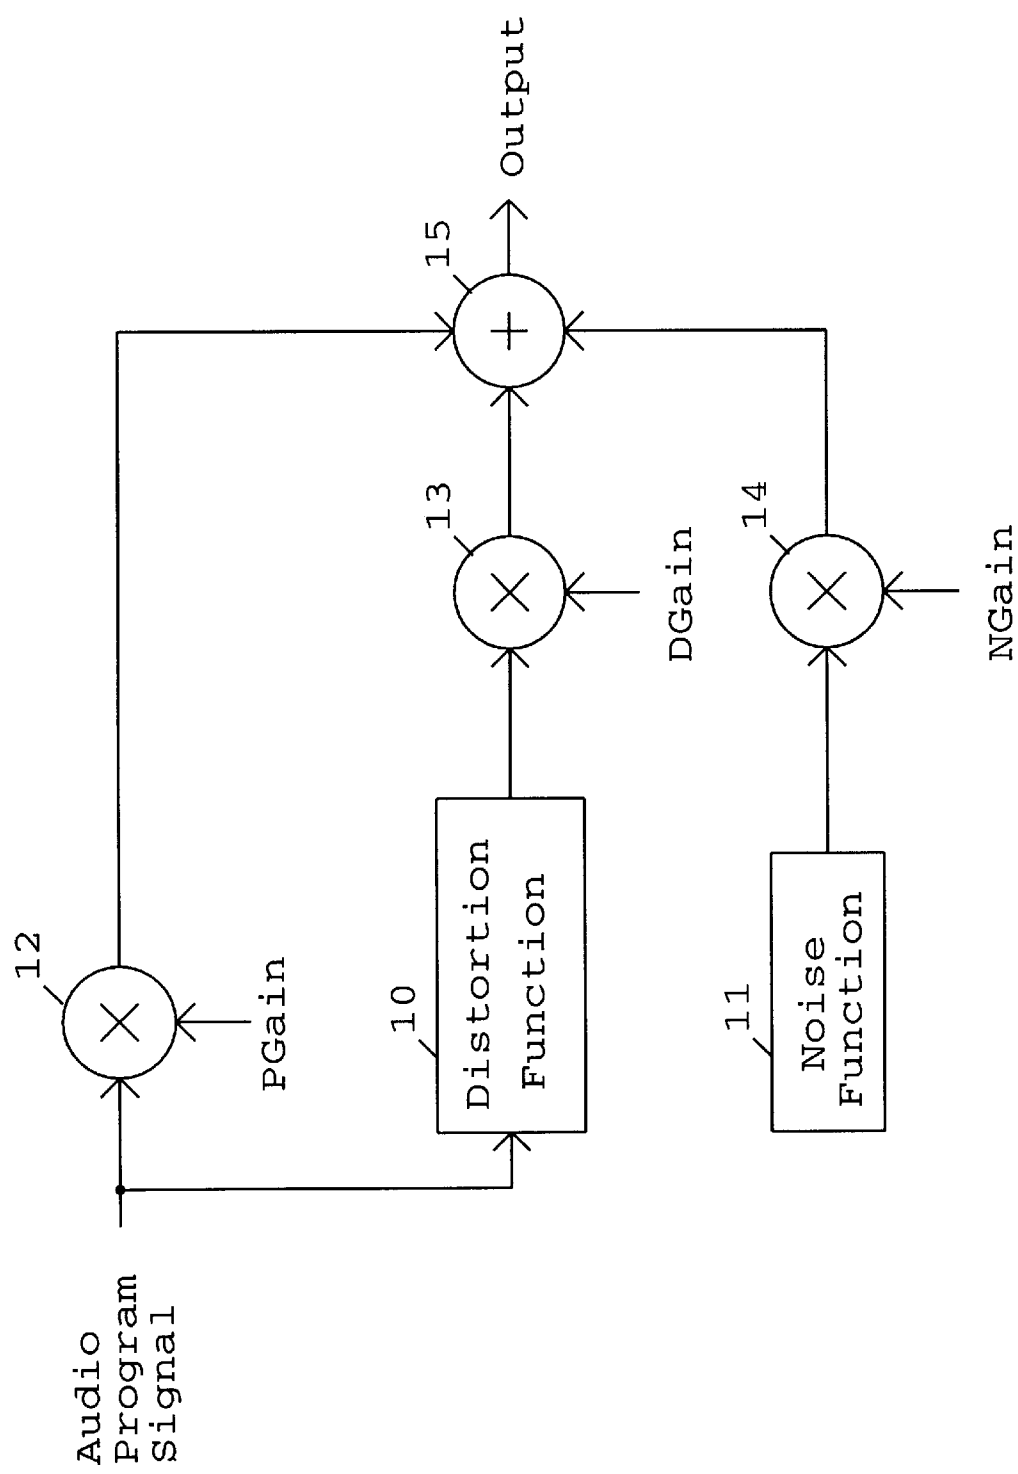 Audio
Program
Signal
12
PGain
10
Distortion
Function
13
DGain
11
Noise
Function
14
NGain
15
+
Output